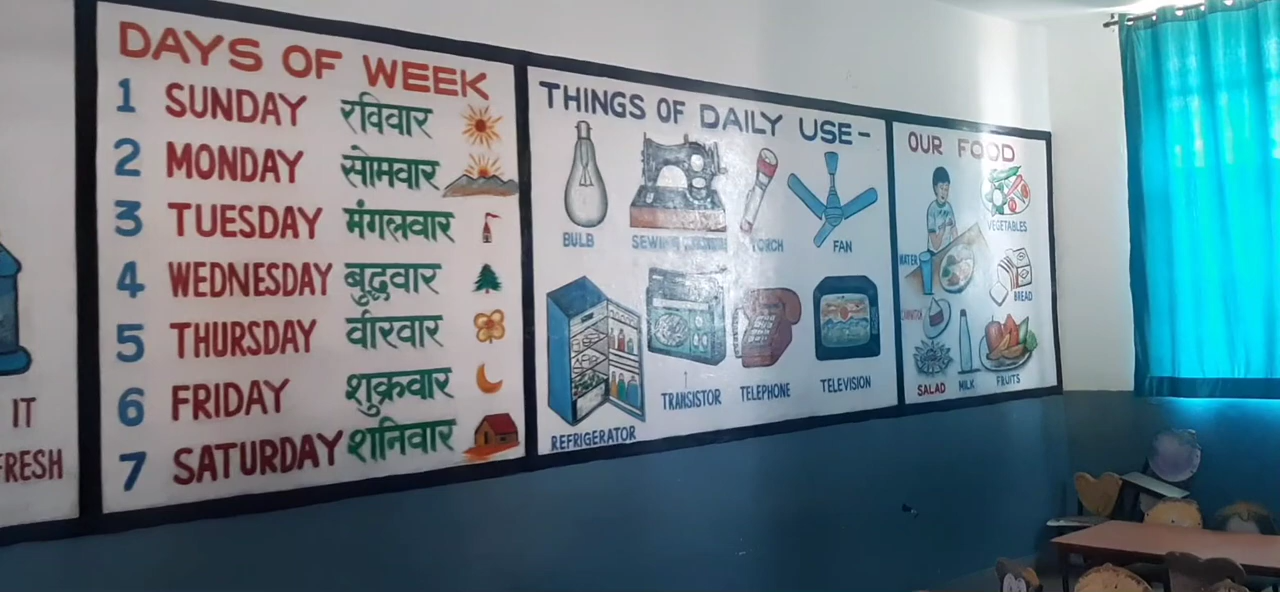 IT
FRESH
DAYS OF WEEK
1 SUNDAY रविवार
2 MONDAY सोमवार
3 TUESDAY मंगलवार
4 WEDNESDAY बुद्धवार
5 THURSDAY वीरवार
6 FRIDAY शुक्रवार
7 SATURDAY शनिवार
THINGS OF DAILY USE-
BULB SEWING MACHINE TORCH FAN
REFRIGERATOR TRANSISTOR TELEPHONE TELEVISION
OUR FOOD
VEGETABLES
WATER
BREAD
SALAD MILK FRUITS